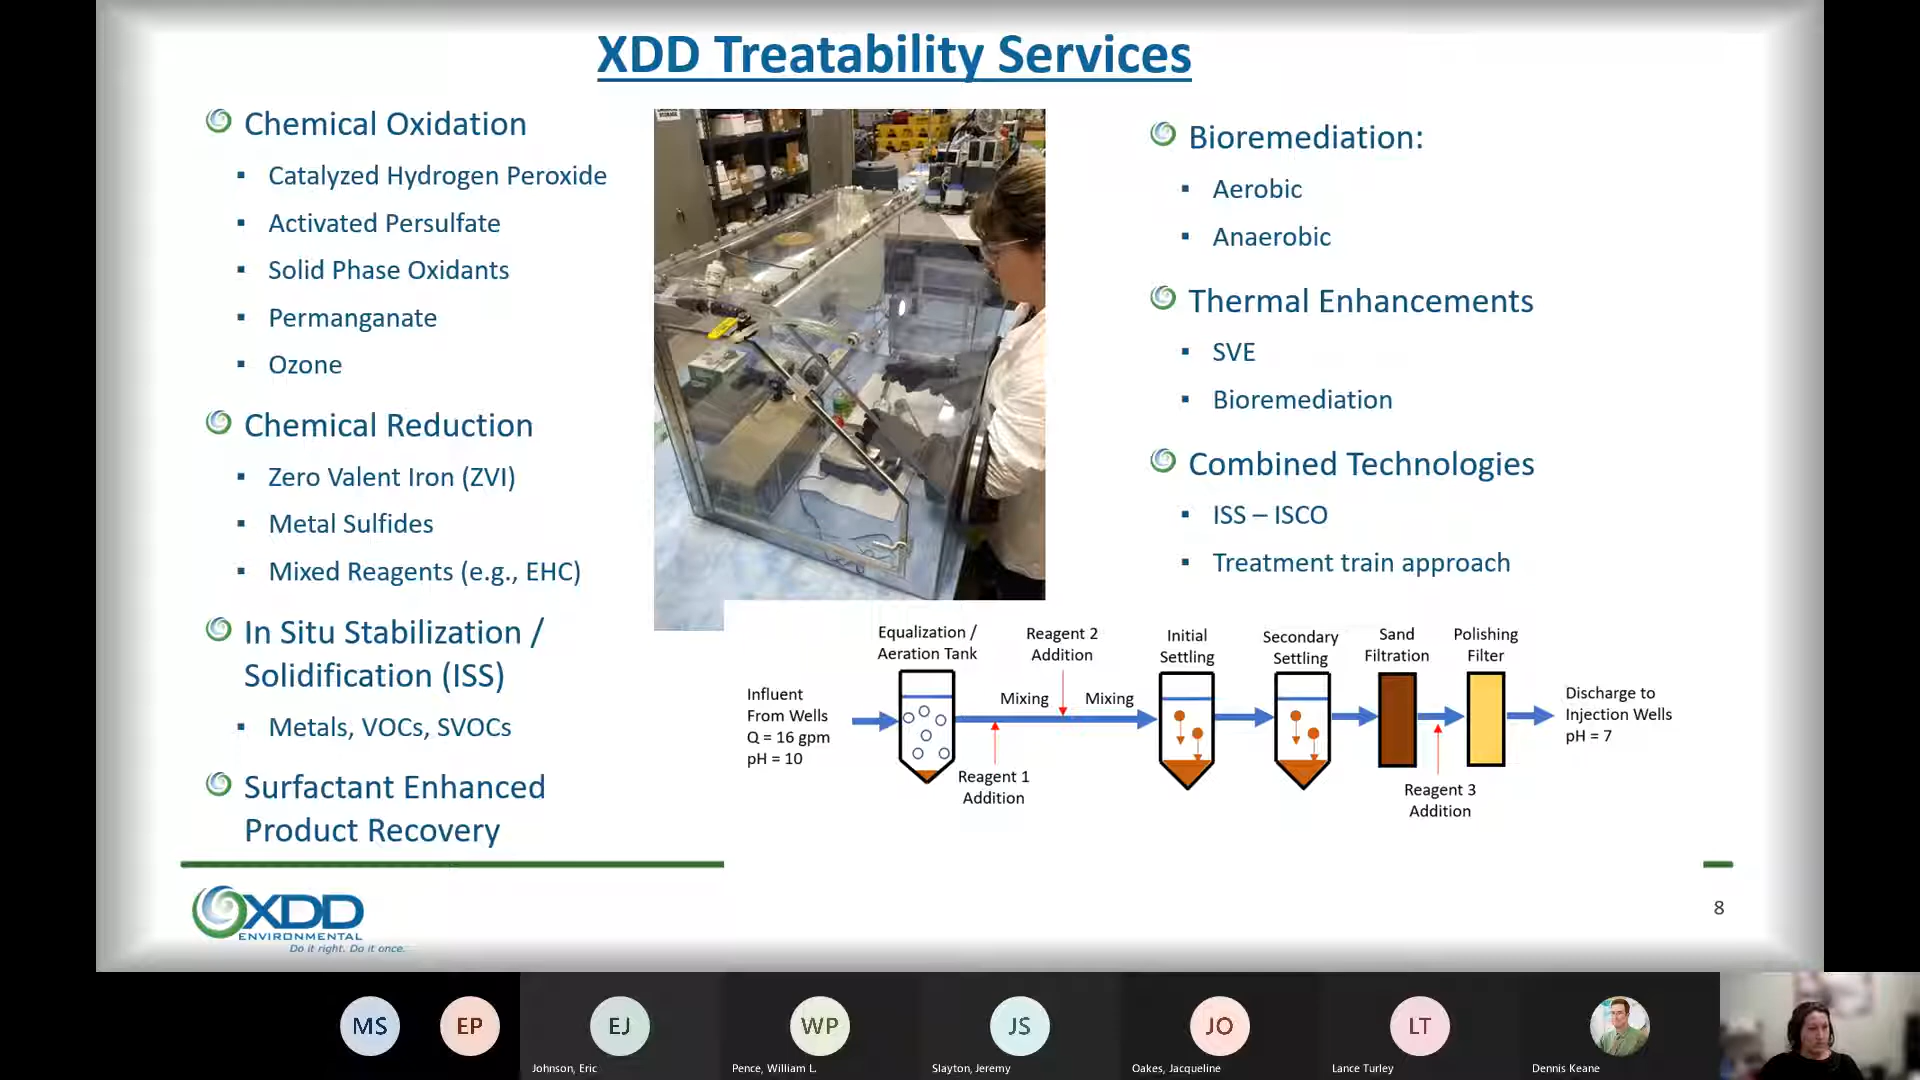 XDD Treatability Services
Chemical Oxidation
Catalyzed Hydrogen Peroxide
Activated Persulfate
Solid Phase Oxidants
Permanganate
Ozone
Chemical Reduction
Zero Valent Iron (ZVI)
Metal Sulfides
Mixed Reagents (e.g., EHC)
In Situ Stabilization /
Solidification (ISS)
Metals, VOCs, SVOCs
Surfactant Enhanced
Product Recovery
Bioremediation:
Aerobic
Anaerobic
Thermal Enhancements
SVE
Bioremediation
Combined Technologies
ISS – ISCO
Treatment train approach
Influent
From Wells
Q = 16 gpm
pH = 10
Equalization /
Aeration Tank
Mixing
Reagent 1
Addition
Reagent 2
Addition
Mixing
Initial
Settling
Secondary
Settling
Sand
Filtration
Reagent 3
Addition
Polishing
Filter
Discharge to
Injection Wells
pH = 7
XDD
ENVIRONMENTAL
Do it right. Do it once.
8
MS
EP
EJ
WP
JS
JO
LT
Johnson, Eric
Pence, William L.
Slayton, Jeremy
Oakes, Jacqueline
Lance Turley
Dennis Keane